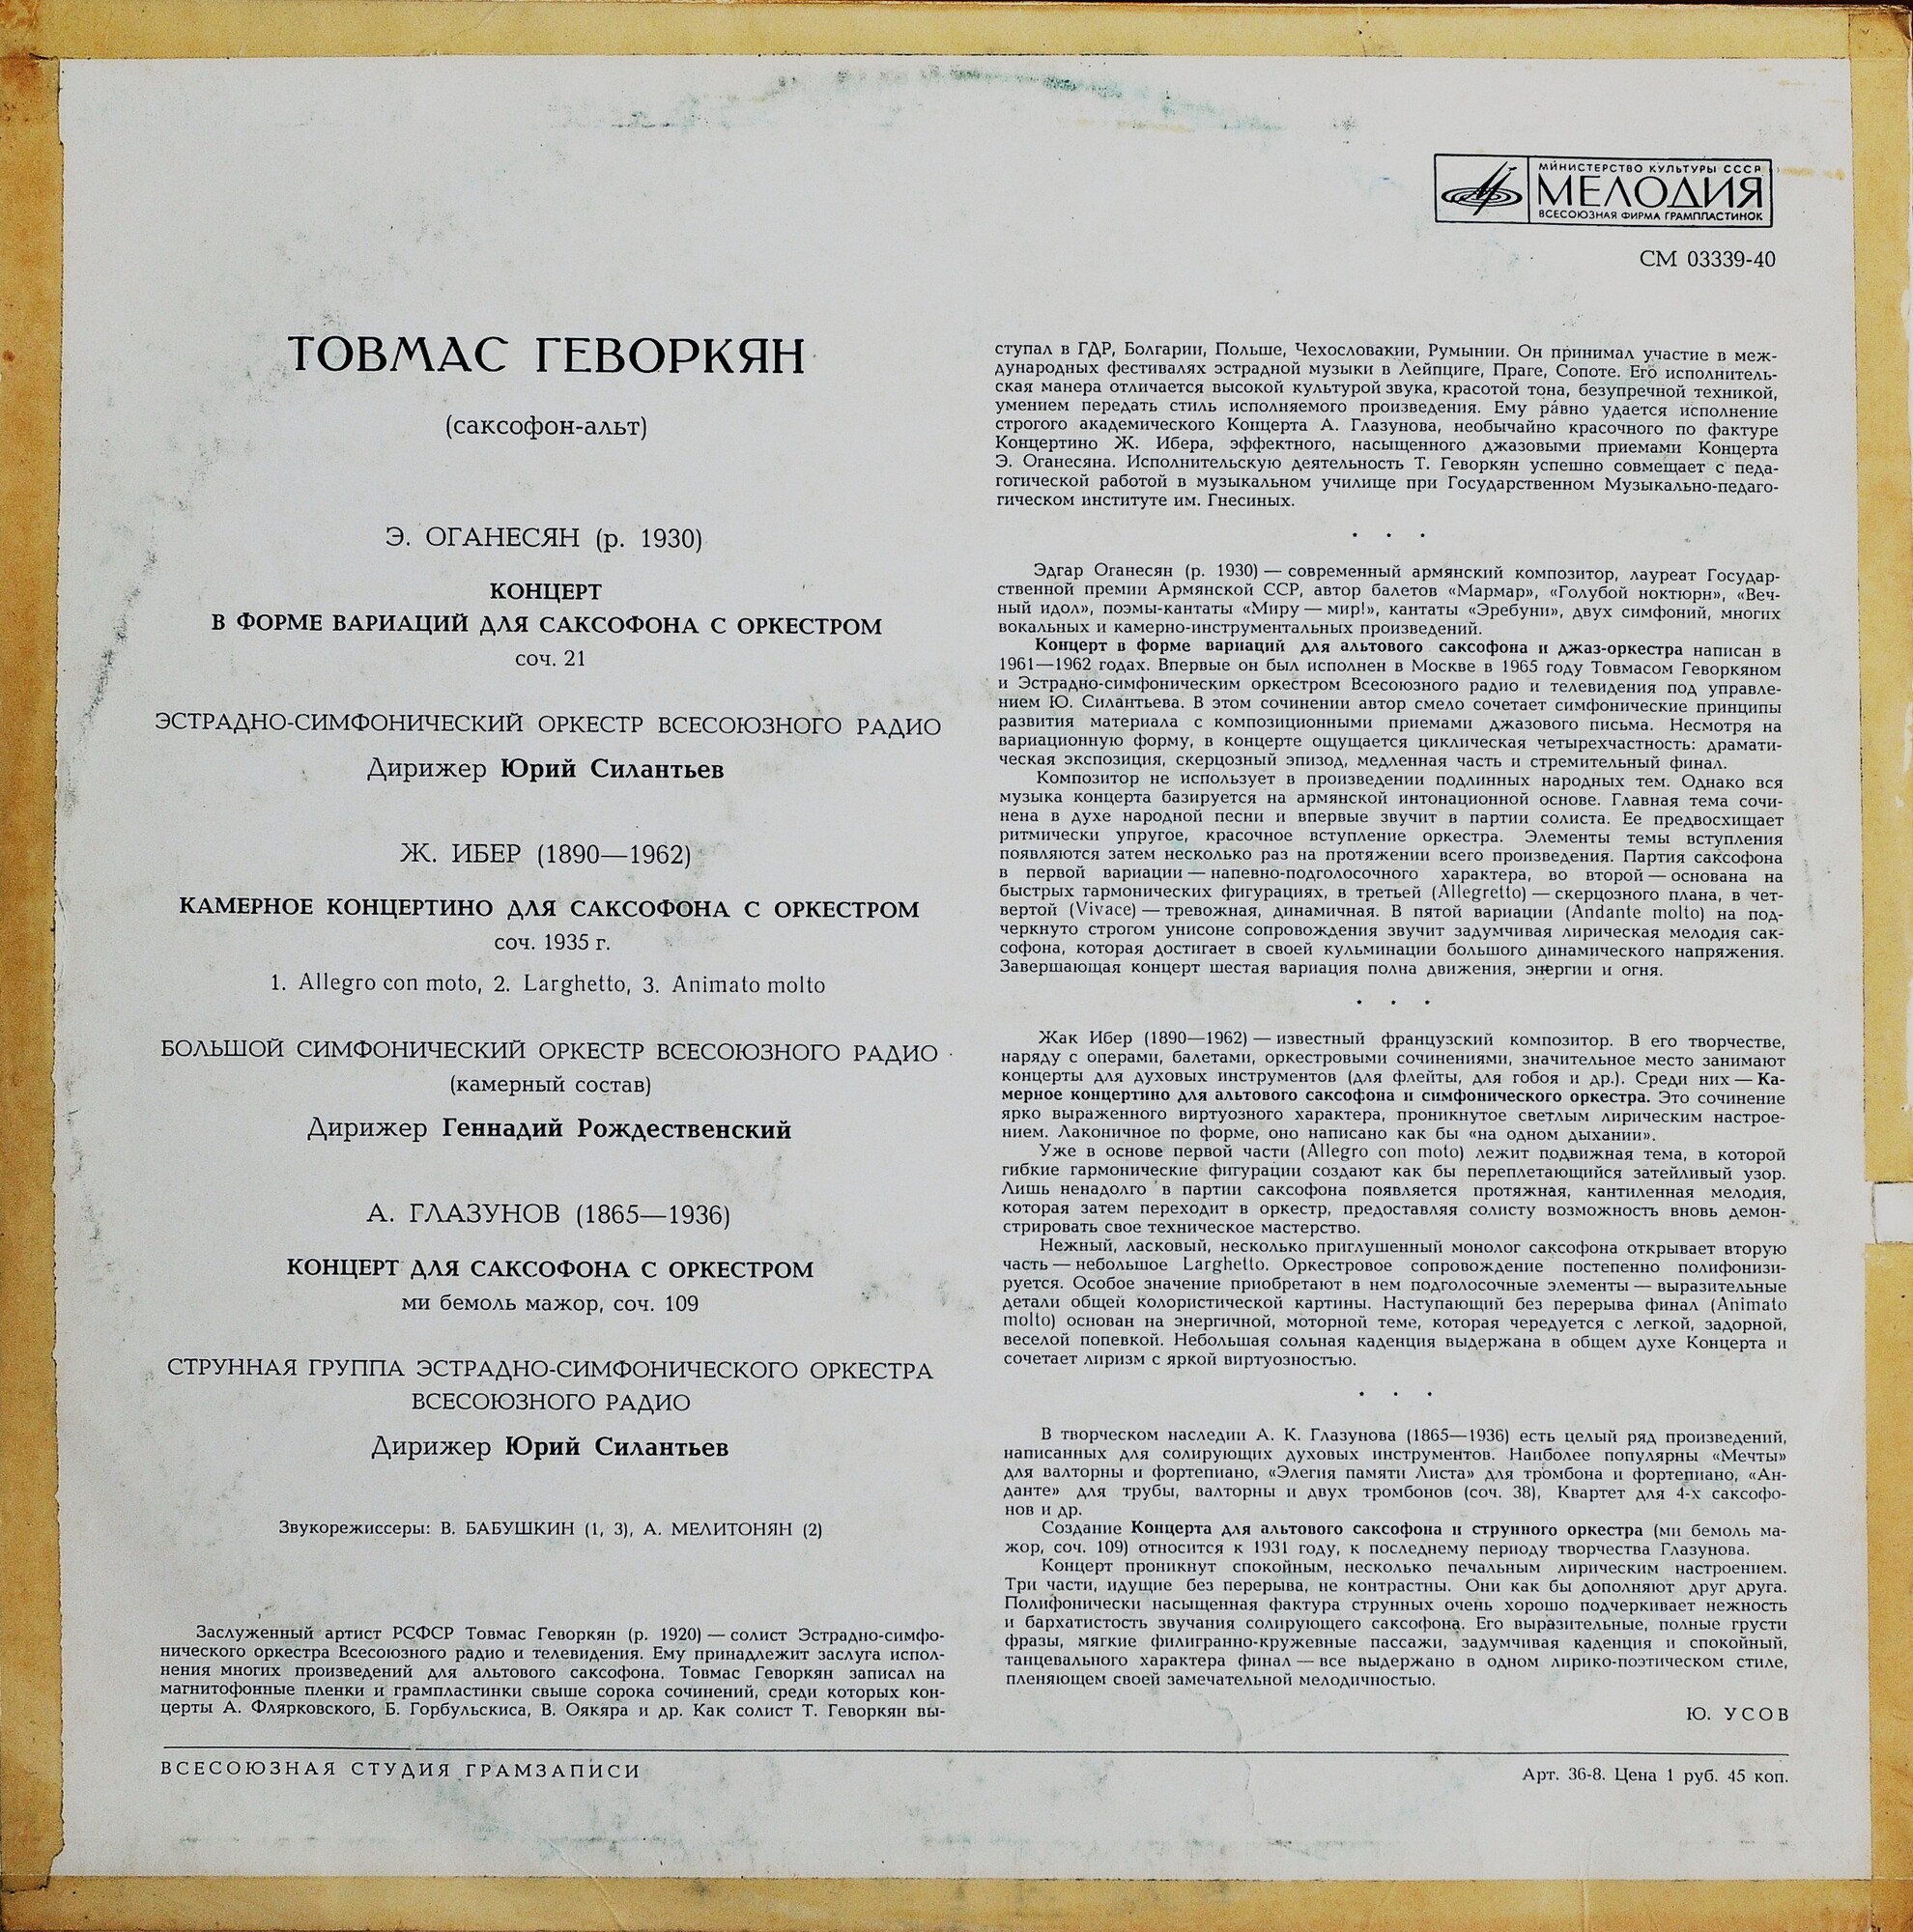 МИНИСТЕРСТВО КУЛЬТУРЫ СССР
МЕЛОДИЯ
ВСЕСОЮЗНАЯ ФИРМА ГРАМПЛАСТИНОК
СМ 03339-40
ТОВМАС ГЕВОРКЯН
(саксофон-альт)
Э. ОГАНЕСЯН (р. 1930)
КОНЦЕРТ
В ФОРМЕ ВАРИАЦИЙ ДЛЯ САКСОФОНА С ОРКЕСТРОМ
соч. 21
ЭСТРАДНО-СИМФОНИЧЕСКИЙ ОРКЕСТР ВСЕСОЮЗНОГО РАДИО
Дирижер Юрий Силантьев
Ж. ИБЕР (1890—1962)
КАМЕРНОЕ КОНЦЕРТИНО ДЛЯ САКСОФОНА С ОРКЕСТРОМ
соч. 1935 г.
1. Allegro con moto, 2. Larghetto, 3. Animato molto
БОЛЬШОЙ СИМФОНИЧЕСКИЙ ОРКЕСТР ВСЕСОЮЗНОГО РАДИО
(камерный состав)
Дирижер Геннадий Рождественский
А. ГЛАЗУНОВ (1865—1936)
КОНЦЕРТ ДЛЯ САКСОФОНА С ОРКЕСТРОМ
ми бемоль мажор, соч. 109
СТРУННАЯ ГРУППА ЭСТРАДНО-СИМФОНИЧЕСКОГО ОРКЕСТРА
ВСЕСОЮЗНОГО РАДИО
Дирижер Юрий Силантьев
Звукорежиссеры: В. БАБУШКИН (1, 3), А. МЕЛИТОНЯН (2)
Заслуженный артист РСФСР Товмас Геворкян (р. 1920) — солист Эстрадно-симфо-
нического оркестра Всесоюзного радио и телевидения. Ему принадлежит заслуга испол-
нения многих произведений для альтового саксофона. Товмас Геворкян записал на
магнитофонные пленки и грампластинки свыше сорока сочинений, среди которых кон-
церты А. Флярковского, Б. Горбульскиса, В. Оякяра и др. Как солист Т. Геворкян вы-
ступал в ГДР, Болгарии, Польше, Чехословакии, Румынии. Он принимал участие в меж-
дународных фестивалях эстрадной музыки в Лейпциге, Праге, Сопоте. Его исполнитель-
ская манера отличается высокой культурой звука, красотой тона, безупречной техникой,
умением передать стиль исполняемого произведения. Ему ра́вно удается исполнение
строгого академического Концерта А. Глазунова, необычайно красочного по фактуре
Концертино Ж. Ибера, эффектного, насыщенного джазовыми приемами Концерта
Э. Оганесяна. Исполнительскую деятельность Т. Геворкян успешно совмещает с педа-
гогической работой в музыкальном училище при Государственном Музыкально-педаго-
гическом институте им. Гнесиных.
. . .
Эдгар Оганесян (р. 1930) — современный армянский композитор, лауреат Государ-
ственной премии Армянской ССР, автор балетов «Мармар», «Голубой ноктюрн», «Веч-
ный идол», поэмы-кантаты «Миру — мир!», кантаты «Эребуни», двух симфоний, многих
вокальных и камерно-инструментальных произведений.
Концерт в форме вариаций для альтового саксофона и джаз-оркестра написан в
1961—1962 годах. Впервые он был исполнен в Москве в 1965 году Товмасом Геворкяном
и Эстрадно-симфоническим оркестром Всесоюзного радио и телевидения под управле-
нием Ю. Силантьева. В этом сочинении автор смело сочетает симфонические принципы
развития материала с композиционными приемами джазового письма. Несмотря на
вариационную форму, в концерте ощущается циклическая четырехчастность: драмати-
ческая экспозиция, скерцозный эпизод, медленная часть и стремительный финал.
Композитор не использует в произведении подлинных народных тем. Однако вся
музыка концерта базируется на армянской интонационной основе. Главная тема сочи-
нена в духе народной песни и впервые звучит в партии солиста. Ее предвосхищает
ритмически упругое, красочное вступление оркестра. Элементы темы вступления
появляются затем несколько раз на протяжении всего произведения. Партия саксофона
в первой вариации — напевно-подголосочного характера, во второй — основана на
быстрых гармонических фигурациях, в третьей (Allegretto) — скерцозного плана, в чет-
вертой (Vivace) — тревожная, динамичная. В пятой вариации (Andante molto) на под-
черкнуто строгом унисоне сопровождения звучит задумчивая лирическая мелодия сак-
софона, которая достигает в своей кульминации большого динамического напряжения.
Завершающая концерт шестая вариация полна движения, энергии и огня.
. . .
Жак Ибер (1890—1962) — известный французский композитор. В его творчестве,
наряду с операми, балетами, оркестровыми сочинениями, значительное место занимают
концерты для духовых инструментов (для флейты, для гобоя и др.). Среди них — Ка-
мерное концертино для альтового саксофона и симфонического оркестра. Это сочинение
ярко выраженного виртуозного характера, проникнутое светлым лирическим настрое-
нием. Лаконичное по форме, оно написано как бы «на одном дыхании».
Уже в основе первой части (Allegro con moto) лежит подвижная тема, в которой
гибкие гармонические фигурации создают как бы переплетающийся затейливый узор.
Лишь ненадолго в партии саксофона появляется протяжная, кантиленная мелодия,
которая затем переходит в оркестр, предоставляя солисту возможность вновь демон-
стрировать свое техническое мастерство.
Нежный, ласковый, несколько приглушенный монолог саксофона открывает вторую
часть — небольшое Larghetto. Оркестровое сопровождение постепенно полифонизи-
руется. Особое значение приобретают в нем подголосочные элементы — выразительные
детали общей колористической картины. Наступающий без перерыва финал (Animato
molto) основан на энергичной, моторной теме, которая чередуется с легкой, задорной,
веселой попевкой. Небольшая сольная каденция выдержана в общем духе Концерта и
сочетает лиризм с яркой виртуозностью.
. . .
В творческом наследии А. К. Глазунова (1865—1936) есть целый ряд произведений,
написанных для солирующих духовых инструментов. Наиболее популярны «Мечты»
для валторны и фортепиано, «Элегия памяти Листа» для тромбона и фортепиано, «Ан-
данте» для трубы, валторны и двух тромбонов (соч. 38), Квартет для 4-х саксофо-
нов и др.
Создание Концерта для альтового саксофона и струнного оркестра (ми бемоль ма-
жор, соч. 109) относится к 1931 году, к последнему периоду творчества Глазунова.
Концерт проникнут спокойным, несколько печальным лирическим настроением.
Три части, идущие без перерыва, не контрастны. Они как бы дополняют друг друга.
Полифонически насыщенная фактура струнных очень хорошо подчеркивает нежность
и бархатистость звучания солирующего саксофона. Его выразительные, полные грусти
фразы, мягкие филигранно-кружевные пассажи, задумчивая каденция и спокойный,
танцевального характера финал — все выдержано в одном лирико-поэтическом стиле,
пленяющем своей замечательной мелодичностью.
Ю. УСОВ
ВСЕСОЮЗНАЯ СТУДИЯ ГРАМЗАПИСИ
Арт. 36-8. Цена 1 руб. 45 коп.